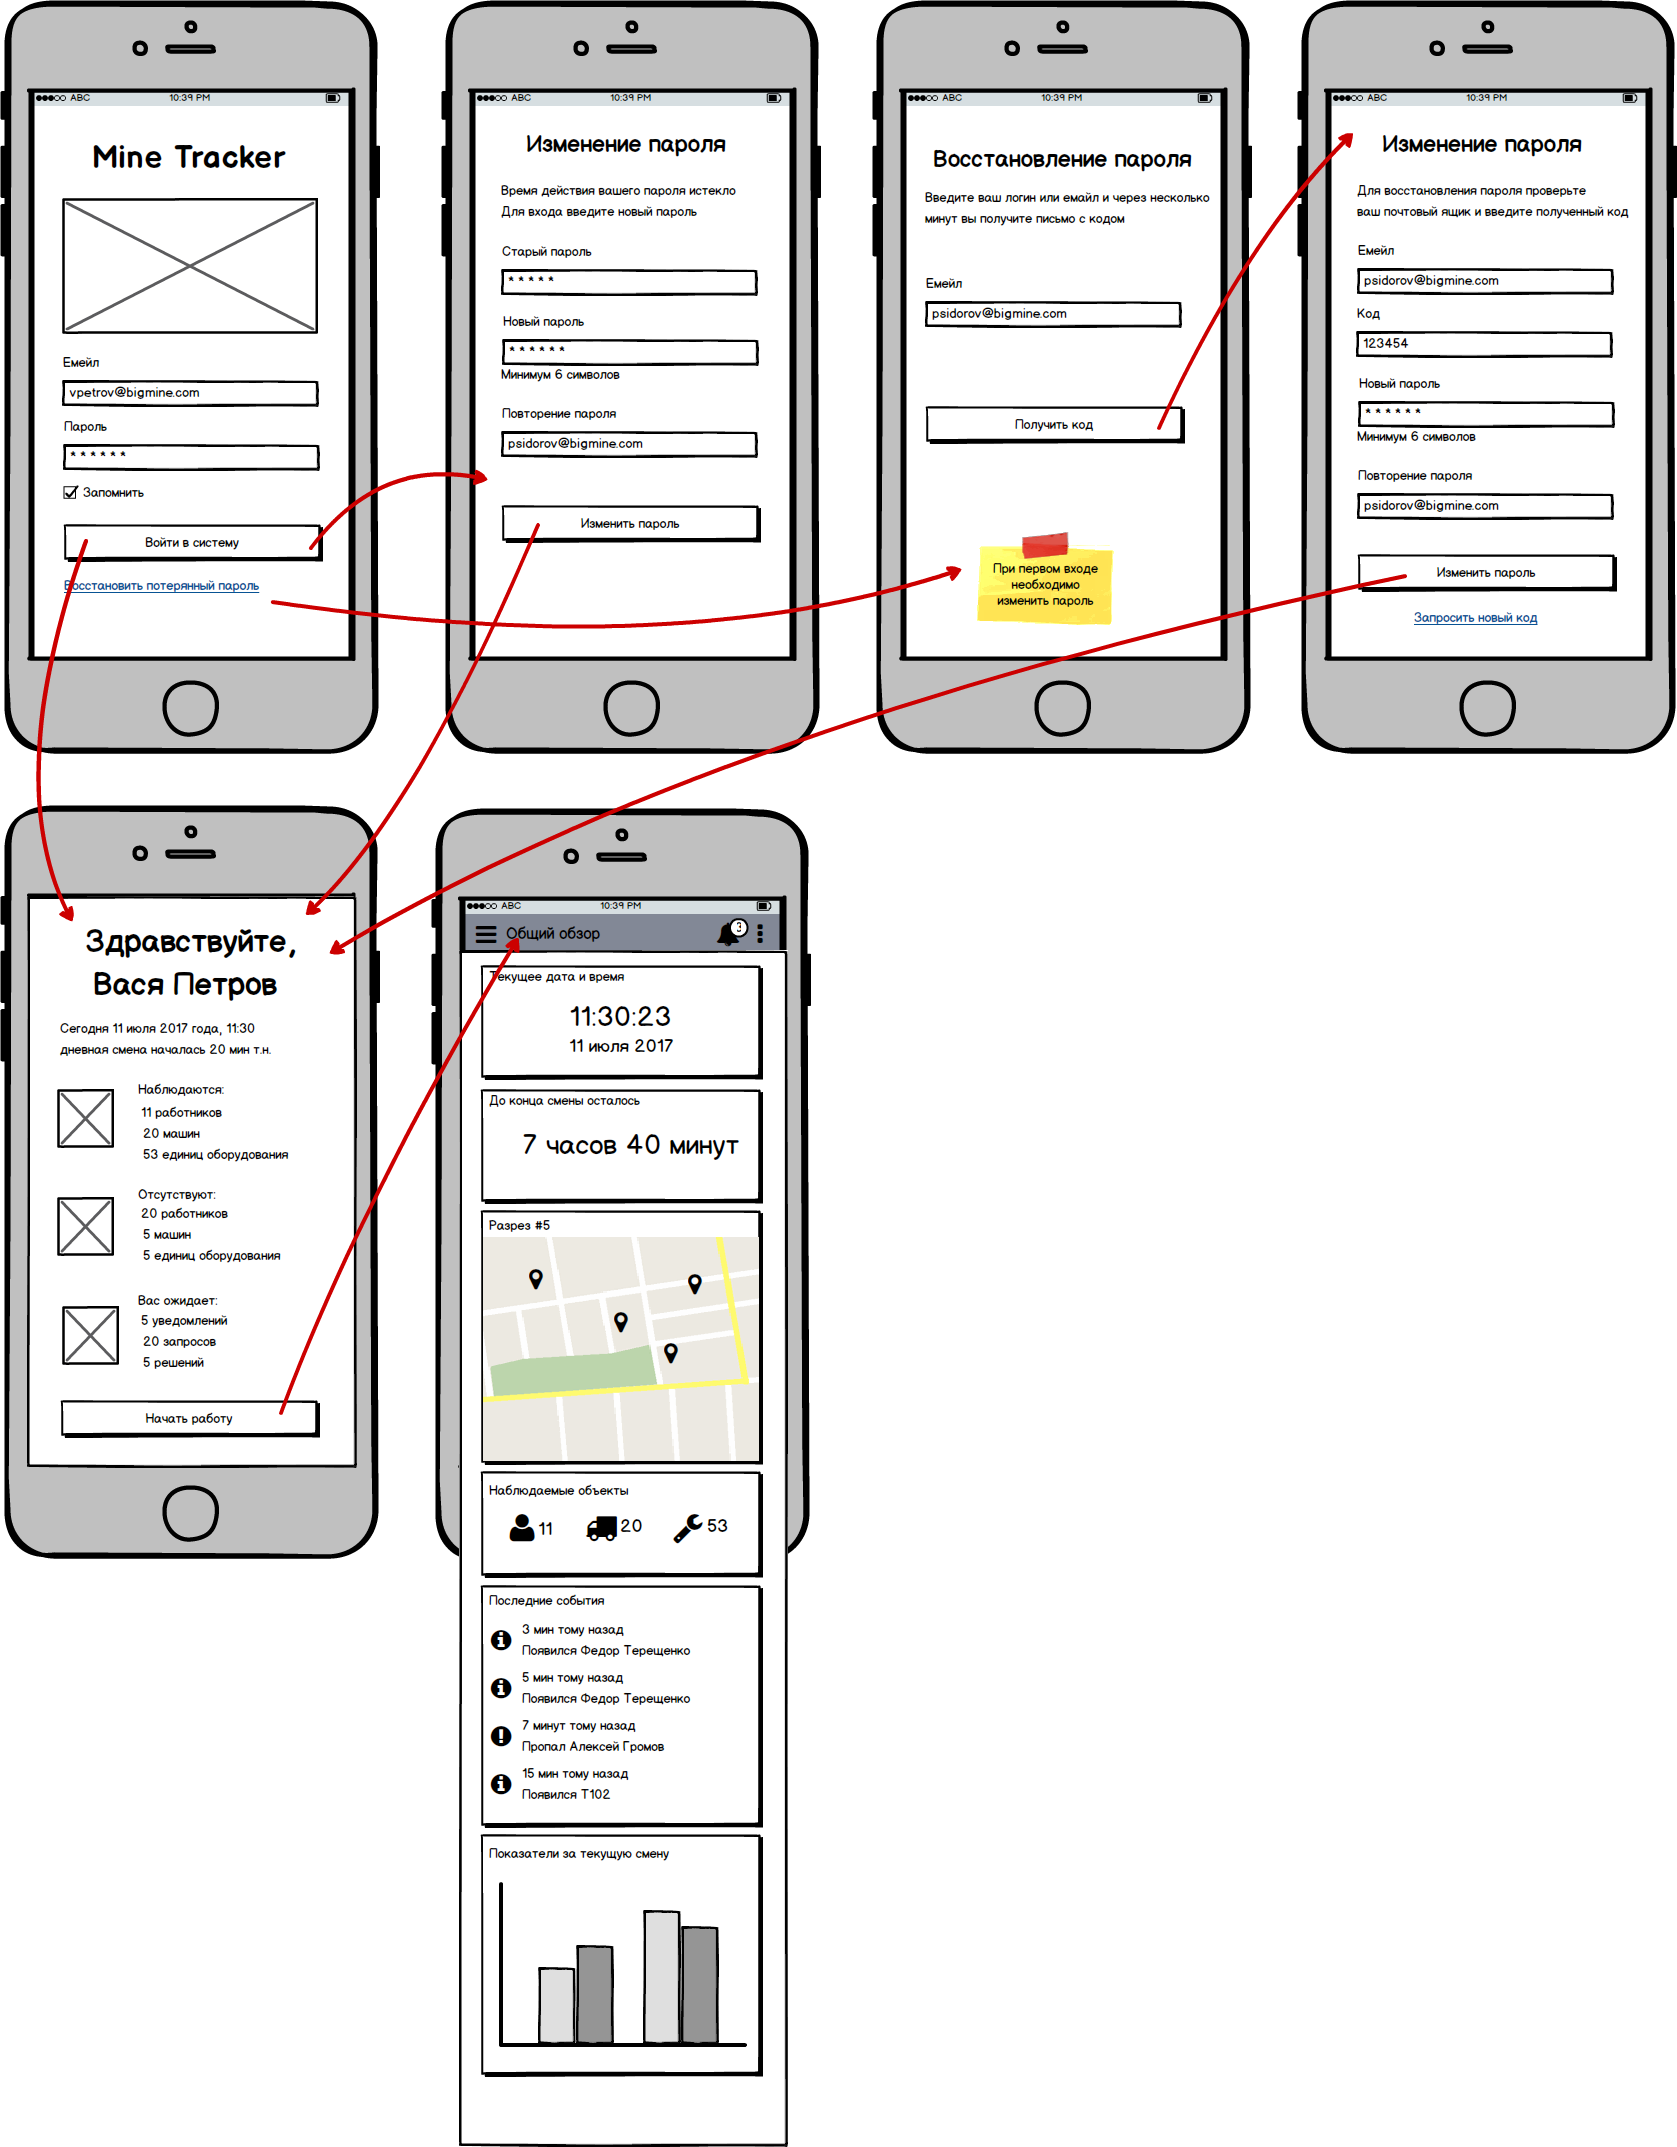 ABC 10:39 PM
Mine Tracker
Емейл
vpetrov@bigmine.com
Пароль
* * * * * *
Запомнить
Войти в систему
Восстановить потерянный пароль
ABC 10:39 PM
Изменение пароля
Время действия вашего пароля истекло
Для входа введите новый пароль
Старый пароль
* * * * *
Новый пароль
* * * * * *
Минимум 6 символов
Повторение пароля
psidorov@bigmine.com
Изменить пароль
ABC 10:39 PM
Восстановление пароля
Введите ваш логин или емайл и через несколько
минут вы получите письмо с кодом
Емейл
psidorov@bigmine.com
Получить код
При первом входе
необходимо
изменить пароль
ABC 10:39 PM
Изменение пароля
Для восстановления пароля проверьте
ваш почтовый ящик и введите полученный код
Емейл
psidorov@bigmine.com
Код
123454
Новый пароль
* * * * * *
Минимум 6 символов
Повторение пароля
psidorov@bigmine.com
Изменить пароль
Запросить новый код
Здравствуйте,
Вася Петров
Сегодня 11 июля 2017 года, 11:30
дневная смена началась 20 мин т.н.
Наблюдаются:
11 работников
20 машин
53 единиц оборудования
Отсутствуют:
20 работников
5 машин
5 единиц оборудования
Вас ожидает:
5 уведомлений
20 запросов
5 решений
Начать работу
ABC 10:39 PM
Общий обзор 3
Текущее дата и время
11:30:23
11 июля 2017
До конца смены осталось
7 часов 40 минут
Разрез #5
Наблюдаемые объекты
11 20 53
Последние события
3 мин тому назад
Появился Федор Терещенко
5 мин тому назад
Появился Федор Терещенко
7 минут тому назад
Пропал Алексей Громов
15 мин тому назад
Появился Т102
Показатели за текущую смену